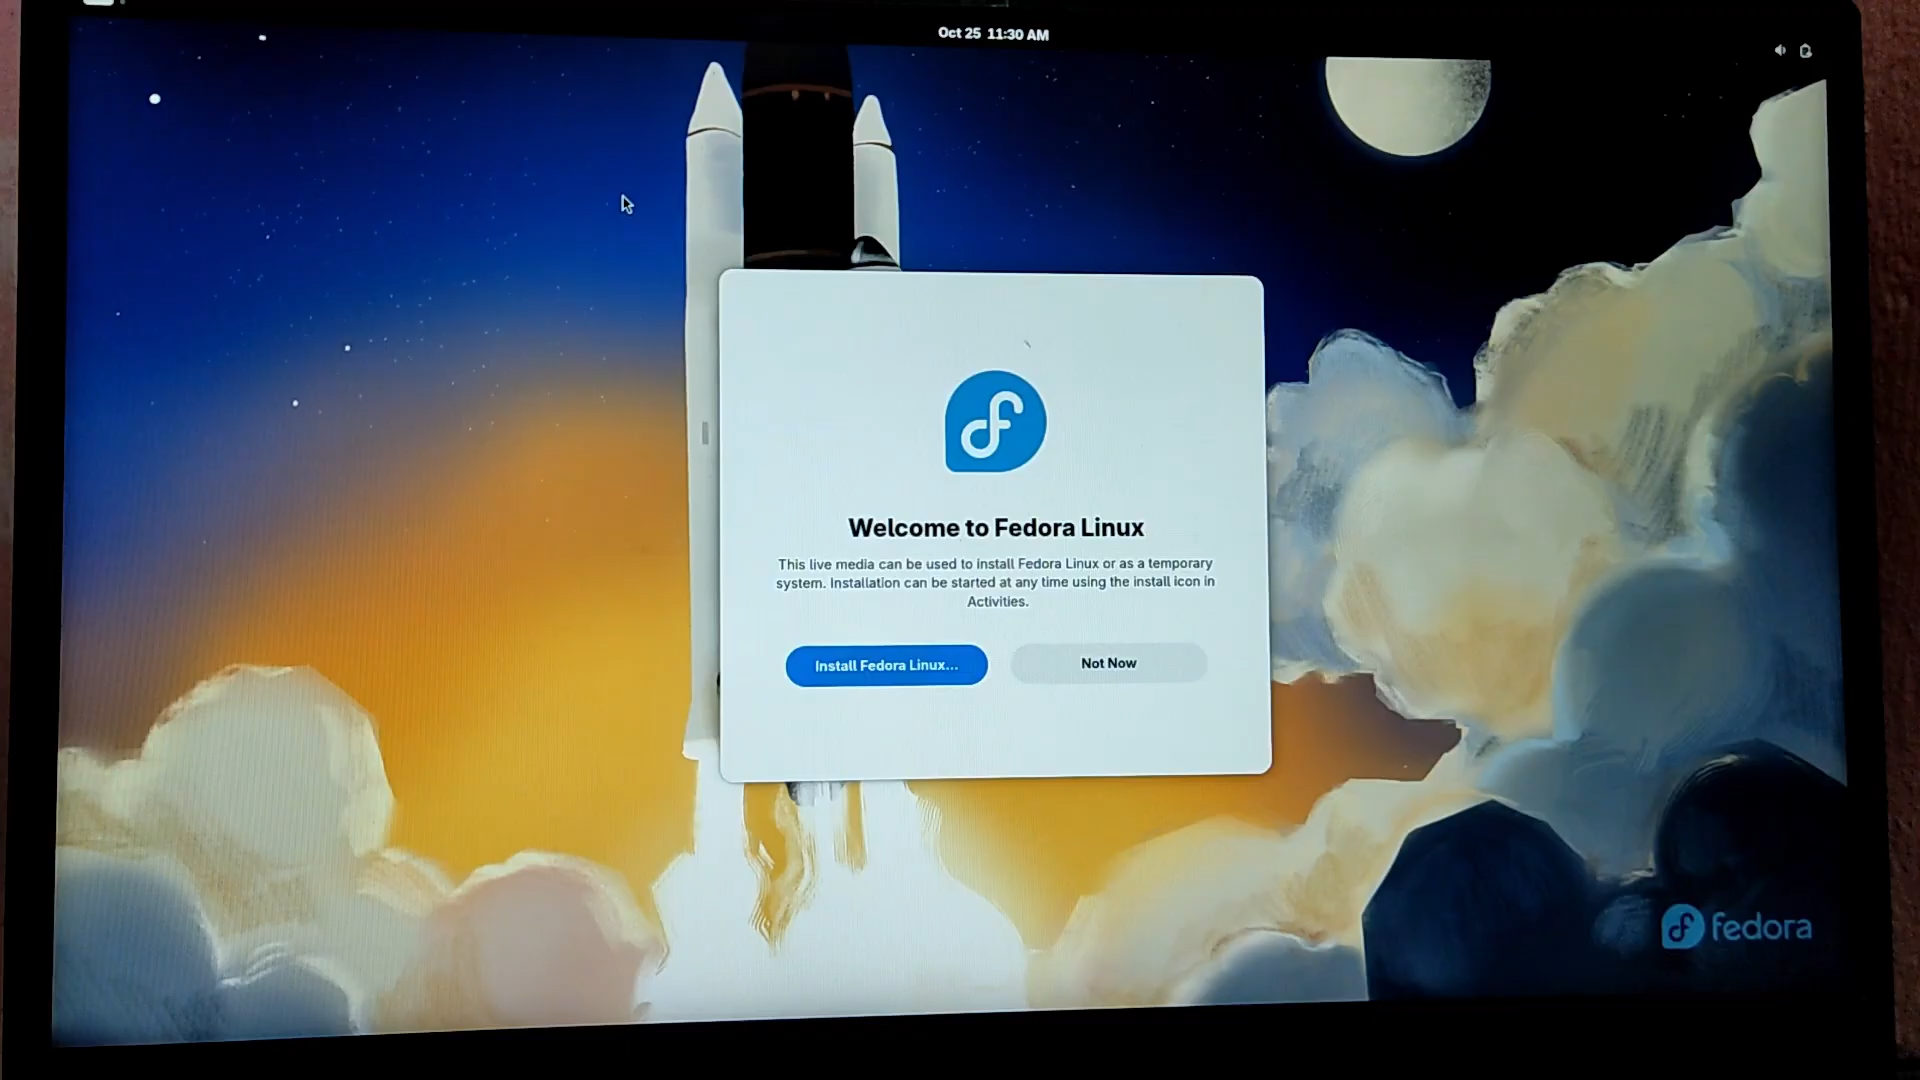 Oct 25 11:30 AM
Welcome to Fedora Linux
This live media can be used to install Fedora Linux or as a temporary
system. Installation can be started at any time using the install icon in
Activities.
Install Fedora Linux...
Not Now
fedora